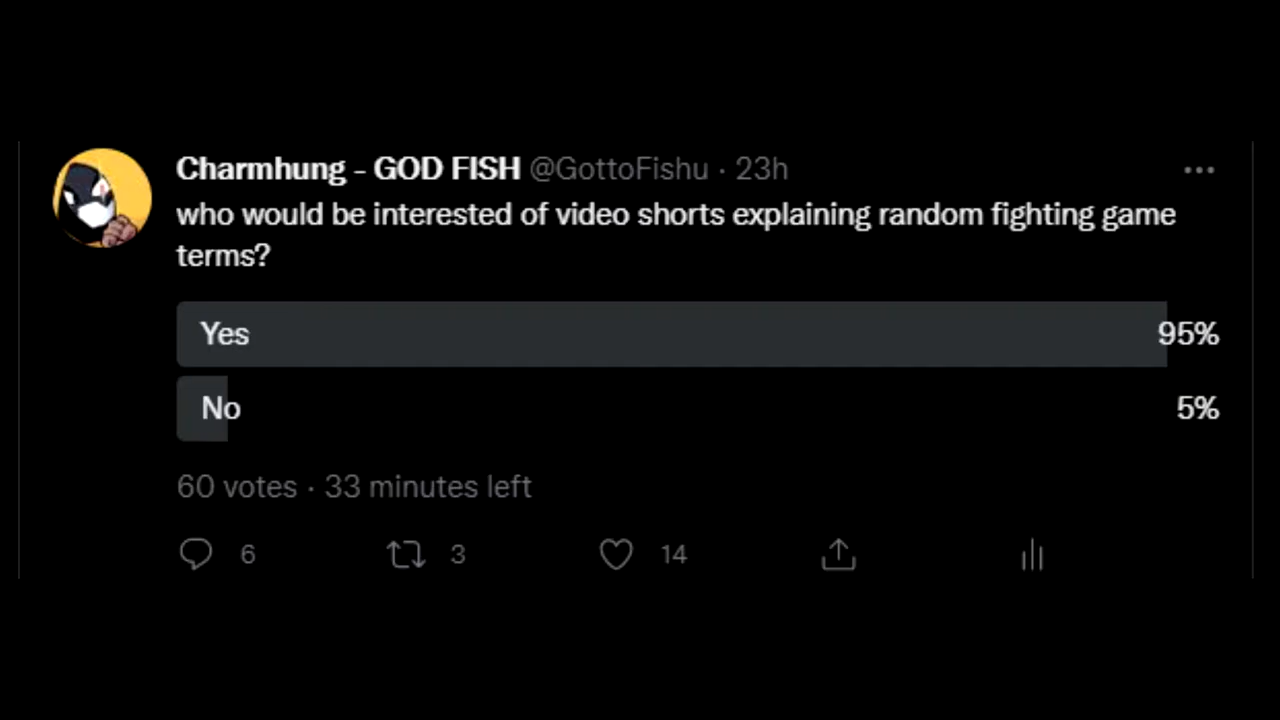 Charmhung - GOD FISH @GottoFishu · 23h
who would be interested of video shorts explaining random fighting game
terms?
Yes 95%
No 5%
60 votes · 33 minutes left
6 3 14